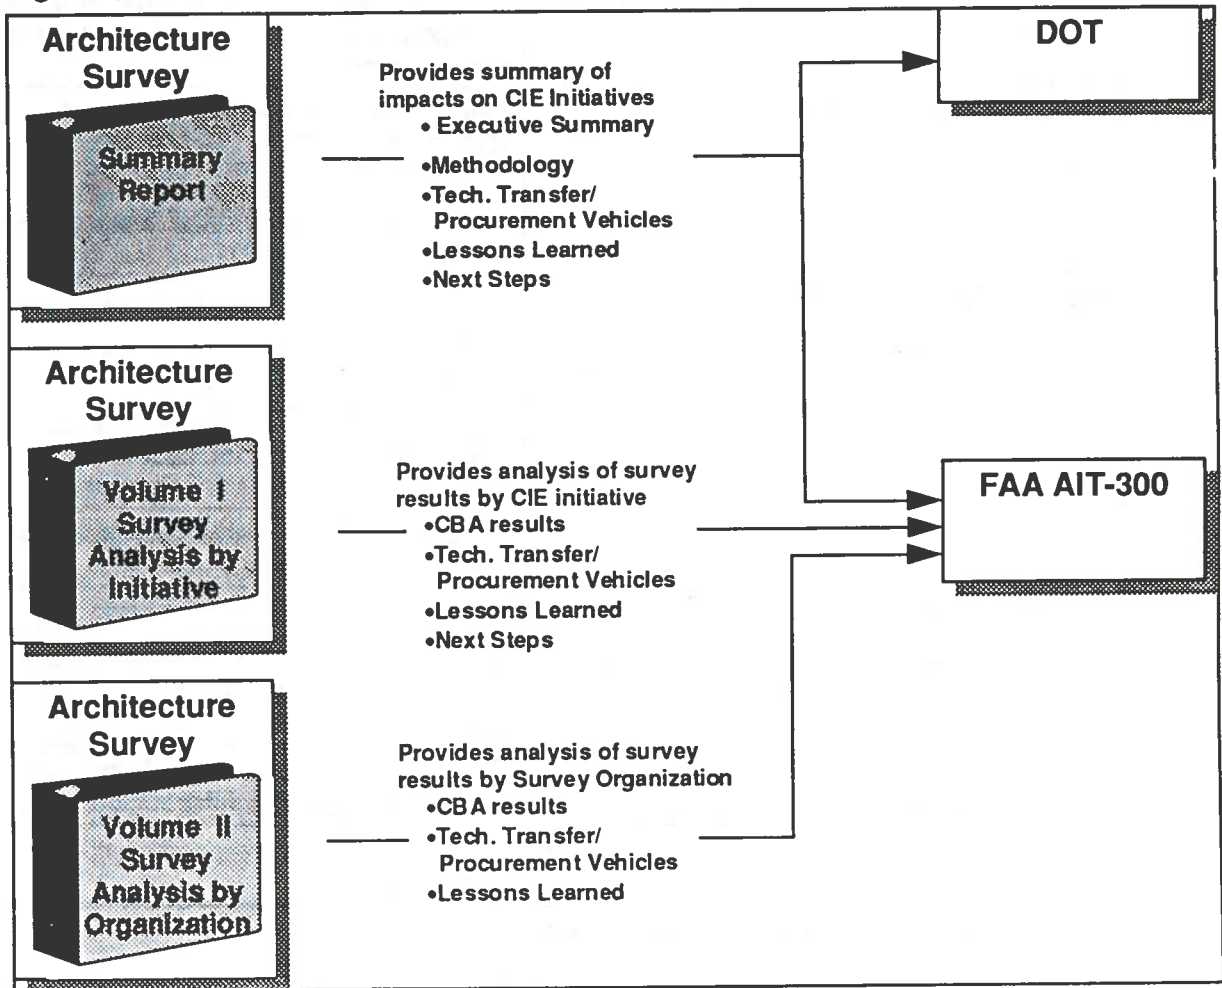 Architecture
Survey
Summary
Report
Provides summary of
impacts on CIE Initiatives
• Executive Summary
•Methodology
•Tech. Transfer/
Procurement Vehicles
•Lessons Learned
•Next Steps
DOT
Architecture
Survey
Volume I
Survey
Analysis by
Initiative
Provides analysis of survey
results by CIE initiative
•CBA results
•Tech. Transfer/
Procurement Vehicles
•Lessons Learned
•Next Steps
FAA AIT-300
Architecture
Survey
Volume II
Survey
Analysis by
Organization
Provides analysis of survey
results by Survey Organization
•CBA results
•Tech. Transfer/
Procurement Vehicles
•Lessons Learned